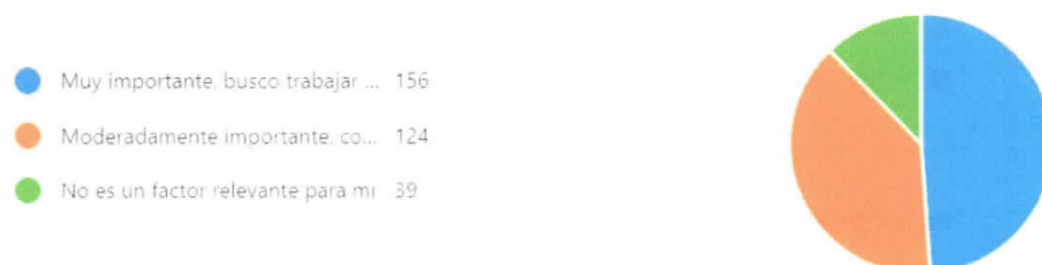 Muy importante, busco trabajar ... 156
Moderadamente importante, co... 124
No es un factor relevante para mi 39